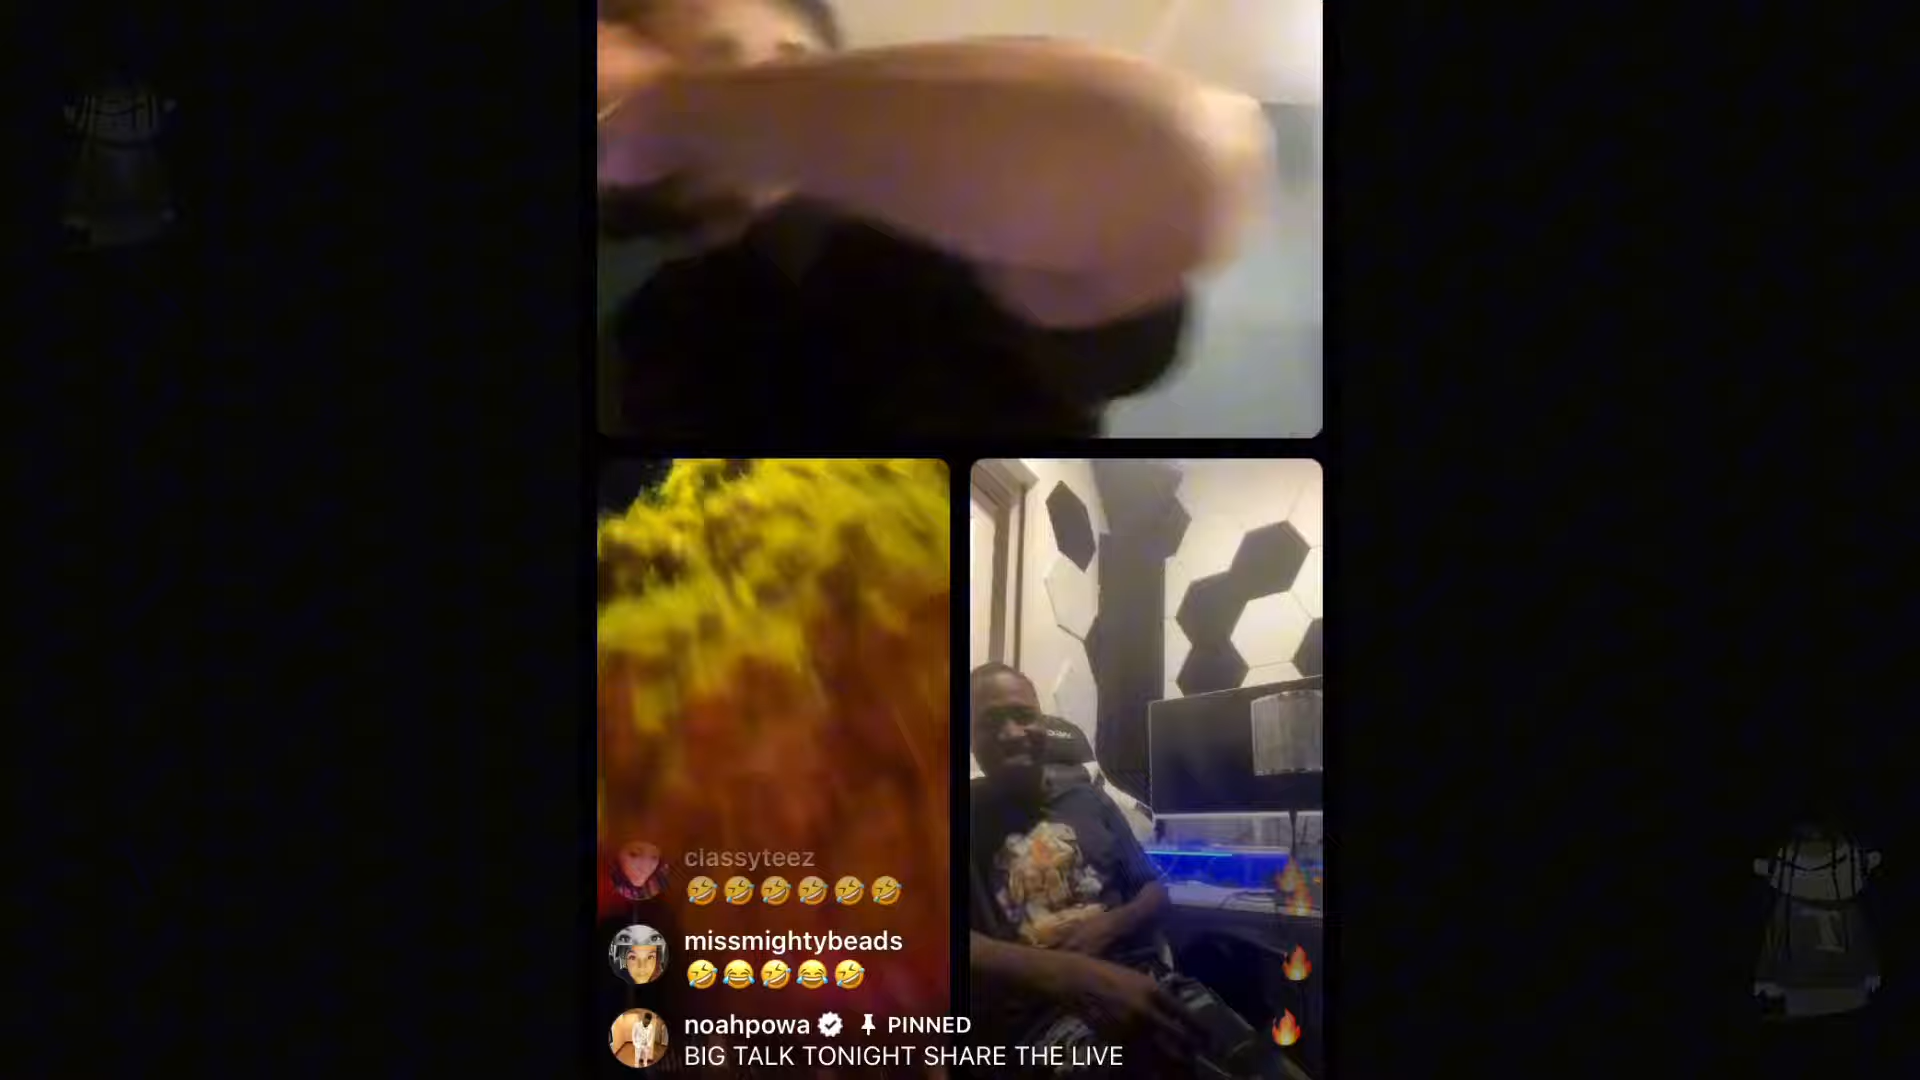 classyteez
🤣🤣🤣🤣🤣🤣
missmightybeads
🤣😂🤣😂🤣
noahpowa PINNED
BIG TALK TONIGHT SHARE THE LIVE